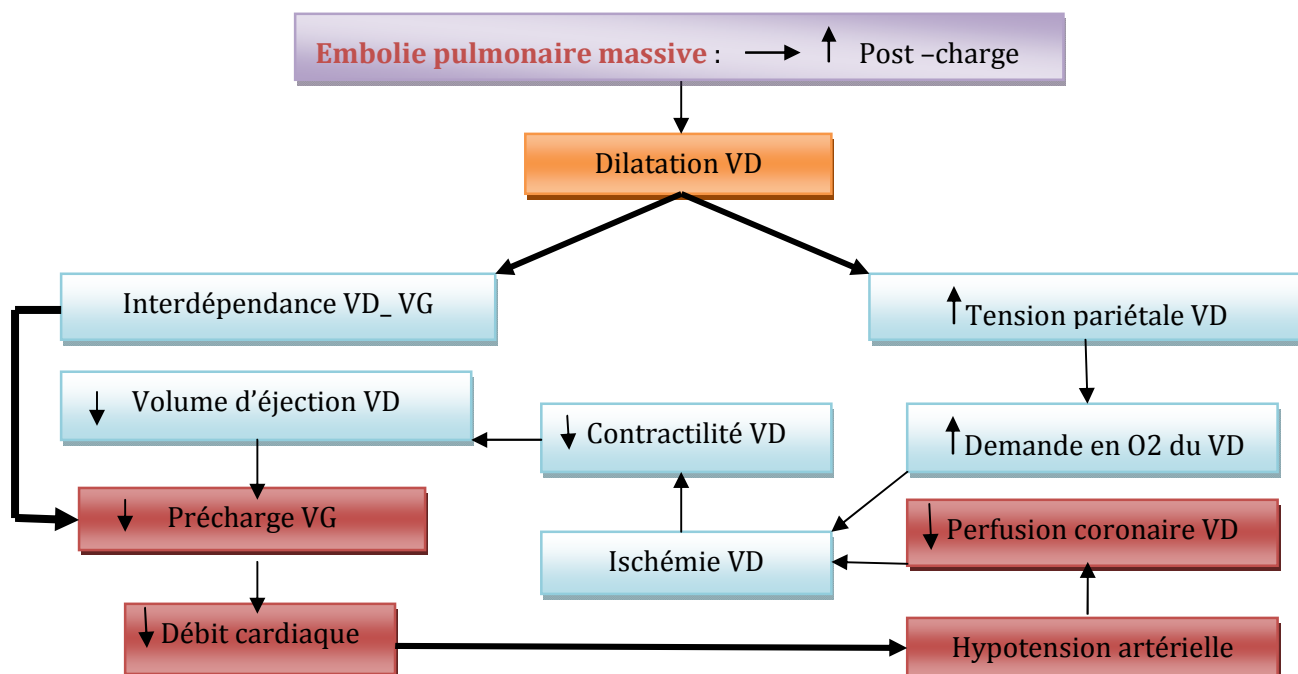 Embolie pulmonaire massive : → ↑ Post –charge
Dilatation VD
Interdépendance VD_ VG
↑ Tension pariétale VD
↓ Volume d’éjection VD
↓ Contractilité VD
↑ Demande en O2 du VD
↓ Précharge VG
Ischémie VD
↓ Perfusion coronaire VD
↓ Débit cardiaque
Hypotension artérielle